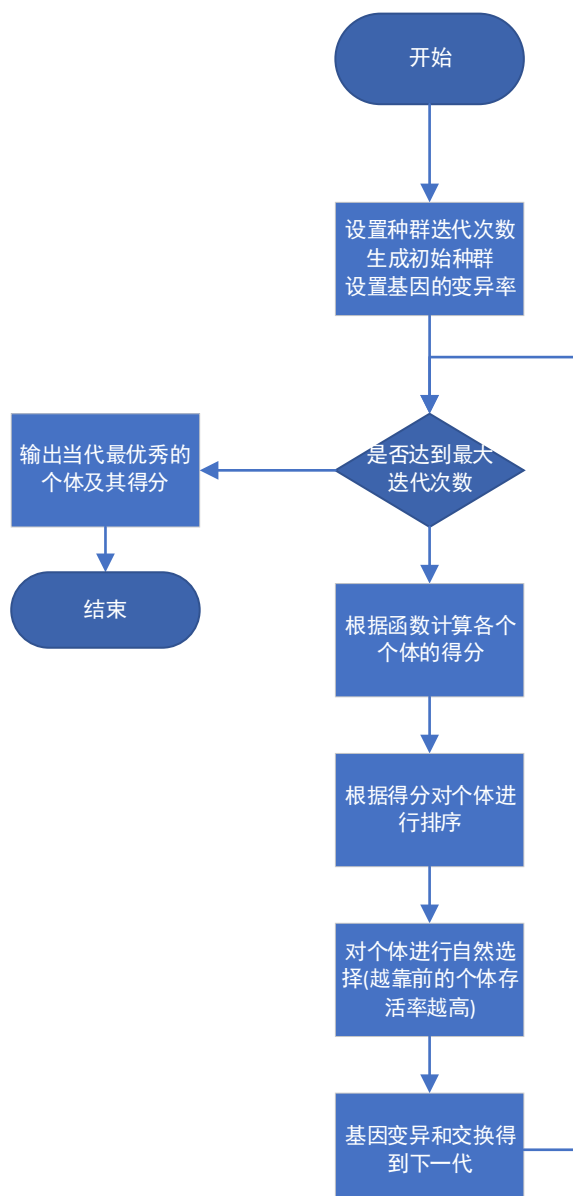 开始
设置种群迭代次数
生成初始种群
设置基因的变异率
输出当代最优秀的
个体及其得分
是否达到最大
迭代次数
结束
根据函数计算各个
个体的得分
根据得分对个体进
行排序
对个体进行自然选
择(越靠前的个体存
活率越高)
基因变异和交换得
到下一代